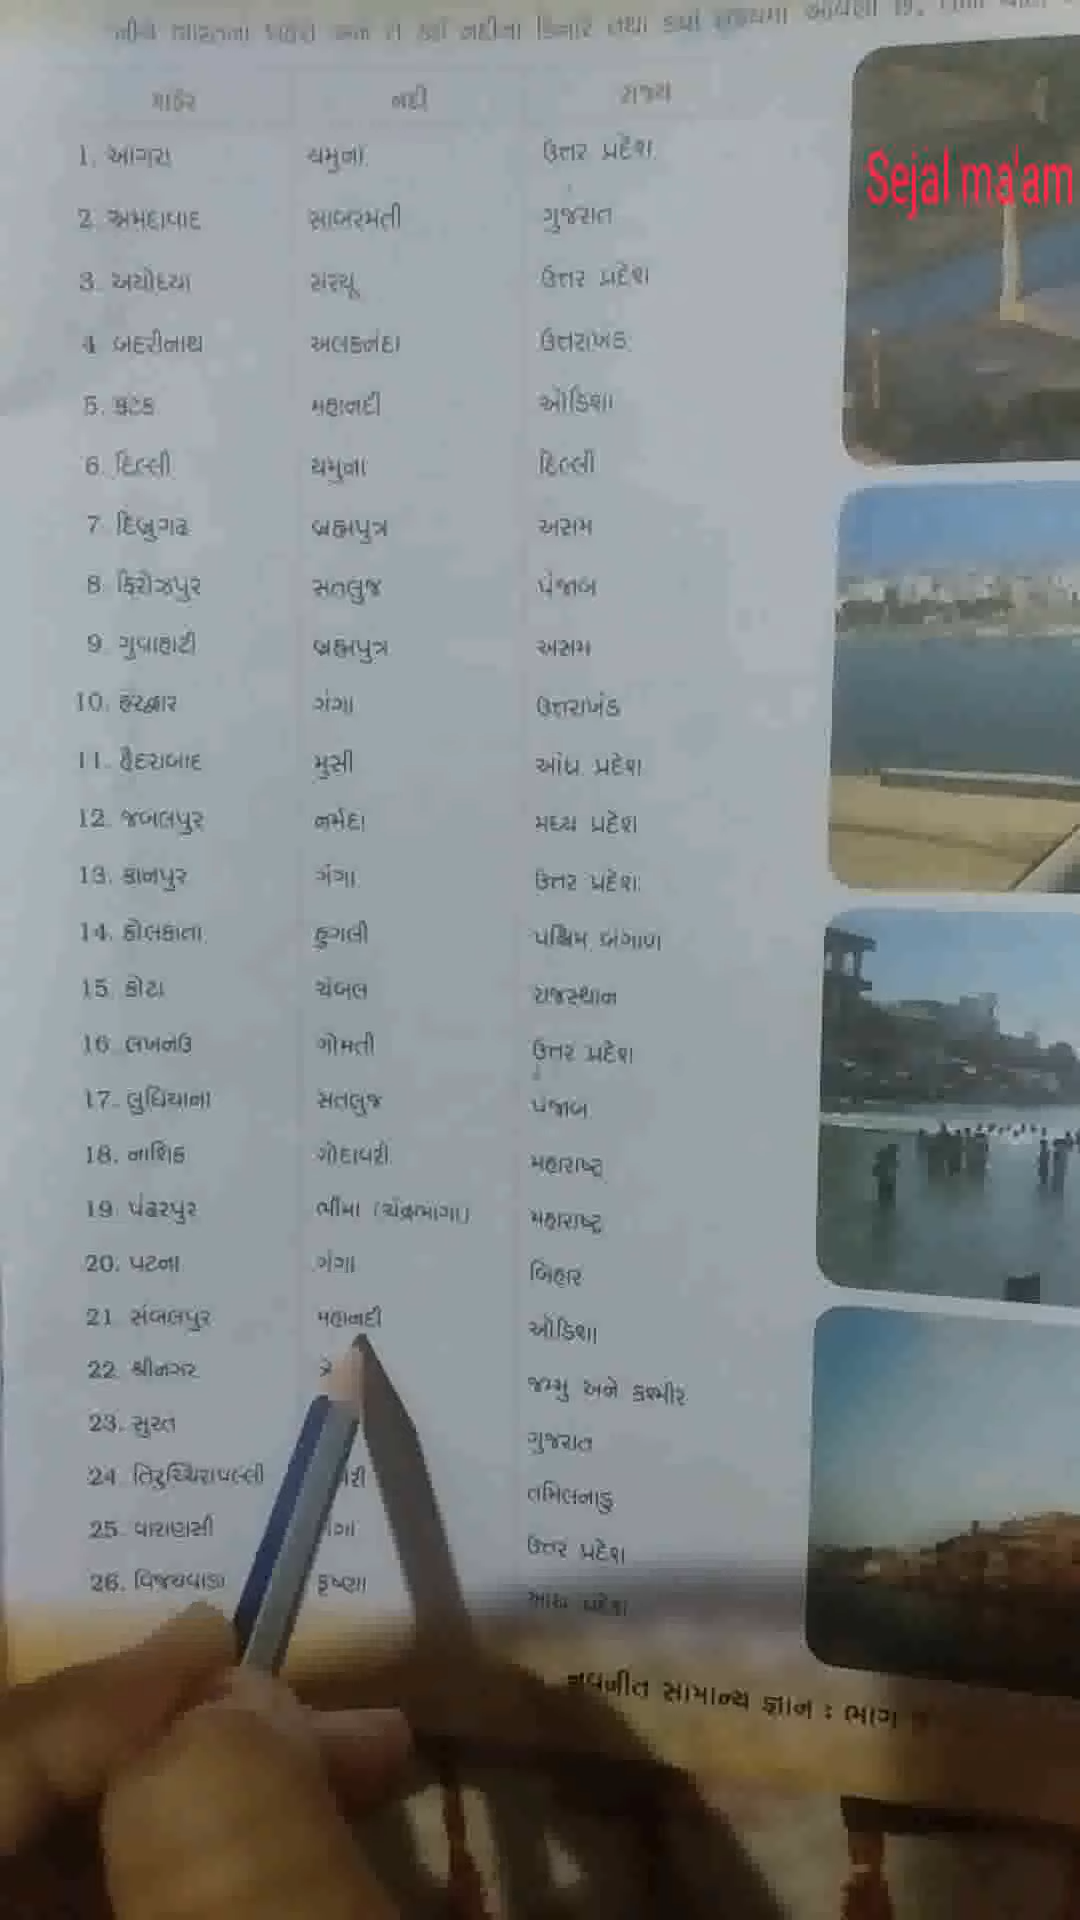 શહેર નદી રાજ્ય
Sejal ma'am
1. આગરા યમુના ઉત્તર પ્રદેશ
2. અમદાવાદ સાબરમતી ગુજરાત
3. અયોધ્યા સરયૂ ઉત્તર પ્રદેશ
4. બદરીનાથ અલકનંદા ઉત્તરાખંડ
5. કટક મહાનદી ઓડિશા
6. દિલ્લી યમુના દિલ્લી
7. દિબ્રુગઢ બ્રહ્મપુત્ર અસમ
8. ફિરોઝપુર સતલુજ પંજાબ
9. ગુવાહાટી બ્રહ્મપુત્ર અસમ
10. હરદ્વાર ગંગા ઉત્તરાખંડ
11. હૈદરાબાદ મુસી આંધ્ર પ્રદેશ
12. જબલપુર નર્મદા મધ્ય પ્રદેશ
13. કાનપુર ગંગા ઉત્તર પ્રદેશ
14. કોલકાતા હુગલી પશ્ચિમ બંગાળ
15. કોટા ચંબલ રાજસ્થાન
16. લખનઉ ગોમતી ઉત્તર પ્રદેશ
17. લુધિયાના સતલુજ પંજાબ
18. નાશિક ગોદાવરી મહારાષ્ટ્ર
19. પંઢરપુર ભીમા (ચંદ્રભાગા) મહારાષ્ટ્ર
20. પટના ગંગા બિહાર
21. સંબલપુર મહાનદી ઓડિશા
22. શ્રીનગર જમ્મુ અને કશ્મીર
23. સુરત ગુજરાત
24. તિરુચ્ચિરાપલ્લી તમિલનાડુ
25. વારાણસી ગંગા ઉત્તર પ્રદેશ
26. વિજયવાડા કૃષ્ણા આંધ્ર પ્રદેશ
નવનીત સામાન્ય જ્ઞાન : ભાગ